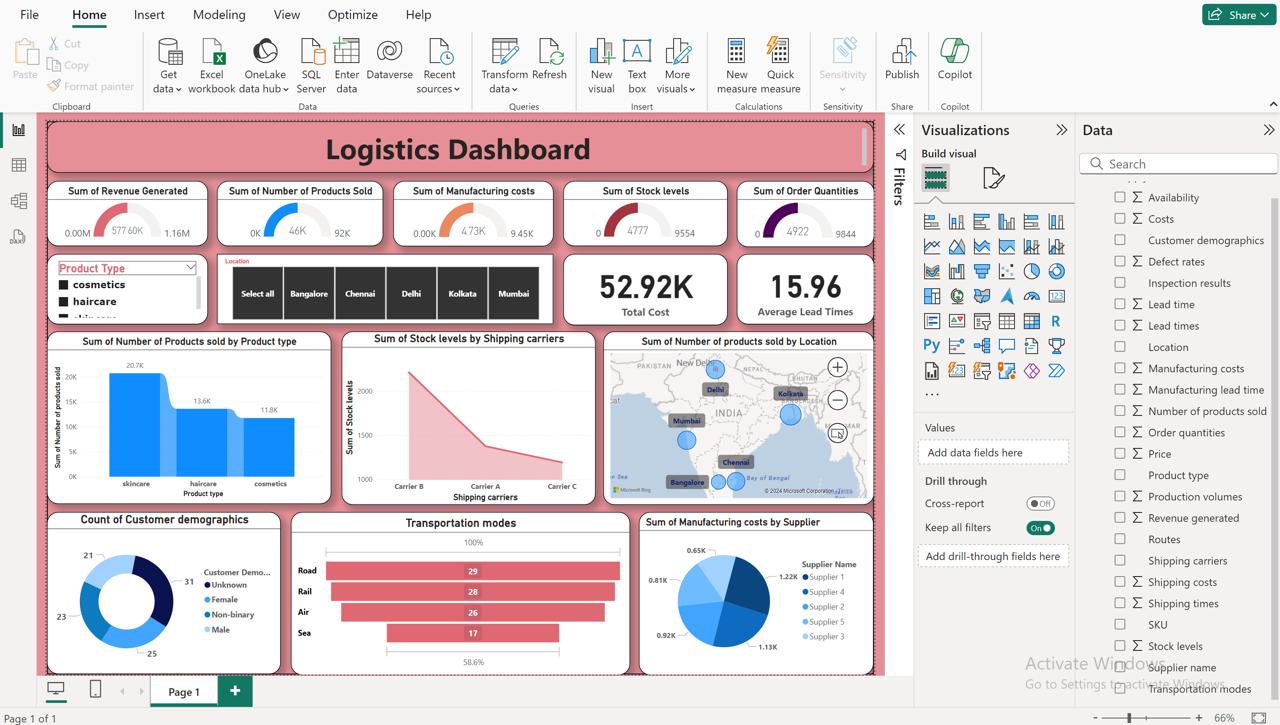 File Home Insert Modeling View Optimize Help
Share
Paste
Cut
Copy
Format painter
Clipboard
Get data
Excel workbook
OneLake data hub
SQL Server
Enter data
Dataverse
Recent sources
Data
Transform data
Refresh
Queries
New visual
Text box
More visuals
Insert
New measure
Quick measure
Calculations
Sensitivity
Sensitivity
Publish
Share
Copilot
Copilot
Logistics Dashboard
Sum of Revenue Generated
0.00M 577.60K 1.16M
Sum of Number of Products Sold
0K 46K 92K
Sum of Manufacturing costs
0.00K 4.73K 9.45K
Sum of Stock levels
0 4777 9554
Sum of Order Quantities
0 4922 9844
Product Type
cosmetics
haircare
Location
Select all Bangalore Chennai Delhi Kolkata Mumbai
52.92K
Total Cost
15.96
Average Lead Times
Sum of Number of Products sold by Product type
Sum of Number of products sold
20K
15K
10K
5K
0K
20.7K
13.6K
11.8K
skincare haircare cosmetics
Product type
Sum of Stock levels by Shipping carriers
Sum of Stock levels
2000
1500
1000
Carrier B Carrier A Carrier C
Shipping carriers
Sum of Number of products sold by Location
PAKISTAN
New Delhi
NEPAL
BHUTAN
Delhi
Kolkata
INDIA
Mumbai
Chennai
Bangalore
Bay of Bengal
Microsoft Bing
© 2024 Microsoft Corporation
Count of Customer demographics
21
31
23
25
Customer Demo...
Unknown
Female
Non-binary
Male
Transportation modes
100%
Road 29
Rail 28
Air 26
Sea 17
58.6%
Sum of Manufacturing costs by Supplier
0.65K
1.22K
0.81K
0.92K
1.13K
Supplier Name
Supplier 1
Supplier 4
Supplier 2
Supplier 5
Supplier 3
Filters
Visualizations
Build visual
123
R
Py
...
Values
Add data fields here
Drill through
Cross-report
Off
Keep all filters
On
Add drill-through fields here
Data
Search
Availability
Costs
Customer demographics
Defect rates
Inspection results
Lead time
Lead times
Location
Manufacturing costs
Manufacturing lead time
Number of products sold
Order quantities
Price
Product type
Production volumes
Revenue generated
Routes
Shipping carriers
Shipping costs
Shipping times
SKU
Stock levels
Supplier name
Transportation modes
Activate Windows
Go to Settings to activate Windows.
Page 1
Page 1 of 1
- + 66%